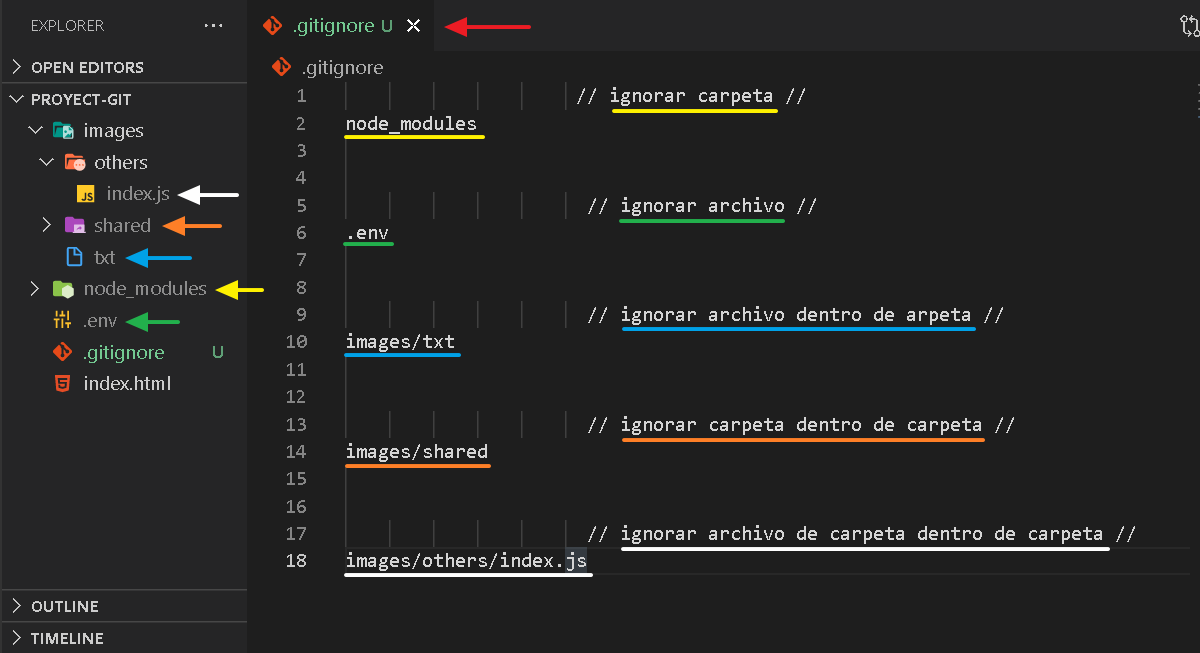 EXPLORER
OPEN EDITORS
PROYECT-GIT
images
others
JS index.js
shared
txt
node_modules
.env
.gitignore U
index.html
OUTLINE
TIMELINE
.gitignore U
.gitignore
1 // ignorar carpeta //
2 node_modules
3
4
5 // ignorar archivo //
6 .env
7
8
9 // ignorar archivo dentro de arpeta //
10 images/txt
11
12
13 // ignorar carpeta dentro de carpeta //
14 images/shared
15
16
17 // ignorar archivo de carpeta dentro de carpeta //
18 images/others/index.js